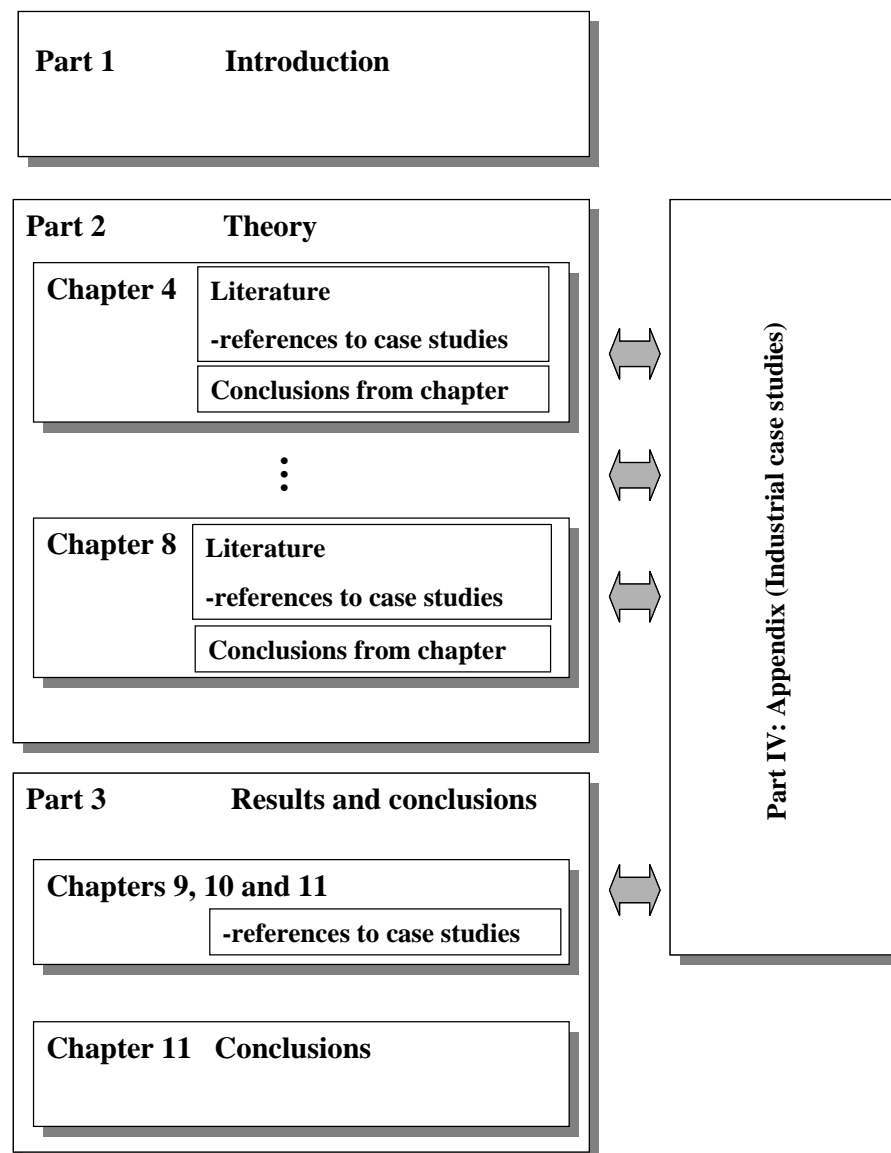 Part 1 Introduction
Part 2 Theory
Chapter 4 Literature
-references to case studies
Conclusions from chapter
⋮
Chapter 8 Literature
-references to case studies
Conclusions from chapter
Part 3 Results and conclusions
Chapters 9, 10 and 11
-references to case studies
Chapter 11 Conclusions
Part IV: Appendix (Industrial case studies)